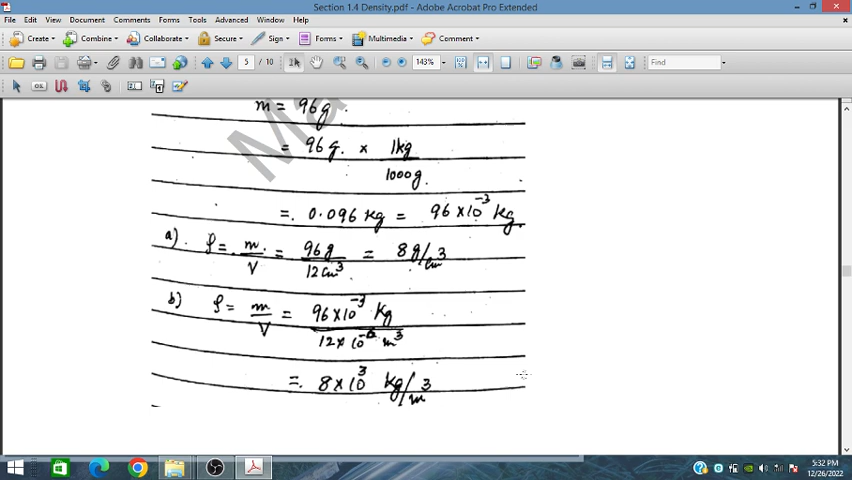 Section 1.4 Density.pdf - Adobe Acrobat Pro Extended
File Edit View Document Comments Forms Tools Advanced Window Help
Create Combine Collaborate Secure Sign Forms Multimedia Comment
5 / 10 143% Find
m = 96g.
= 96g. × 1kg
1000g.
=. 0.096 kg = 96×10⁻³ kg
a) ρ = m. = 96g = 8g/cm³
V 12cm³
b) ρ = m = 96×10⁻³ kg
V 12×10⁻⁶ m³
=. 8×10³ kg/m³
5:32 PM
12/26/2022